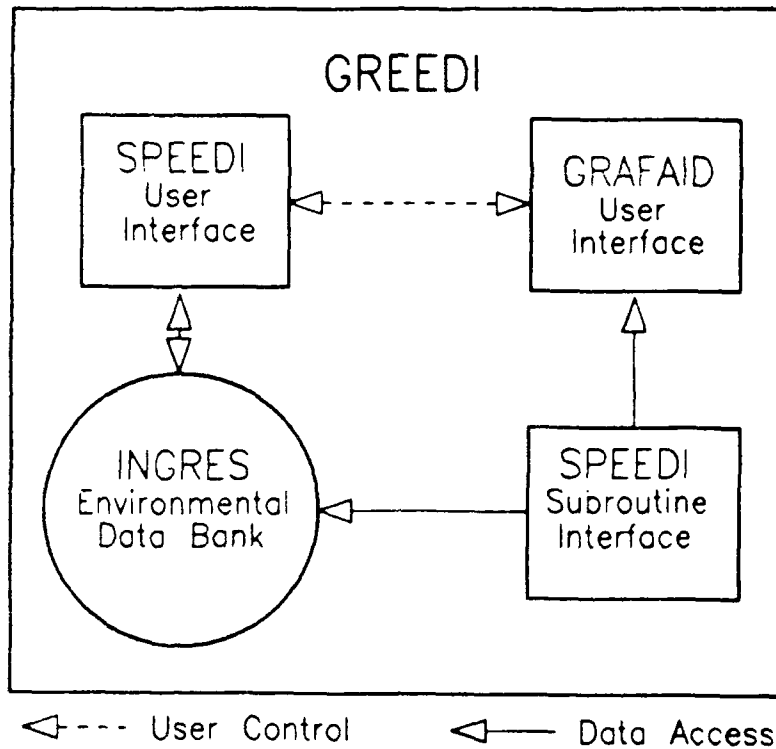 GREEDI
SPEEDI
User
Interface
GRAFAID
User
Interface
INGRES
Environmental
Data Bank
SPEEDI
Subroutine
Interface
User Control
Data Access